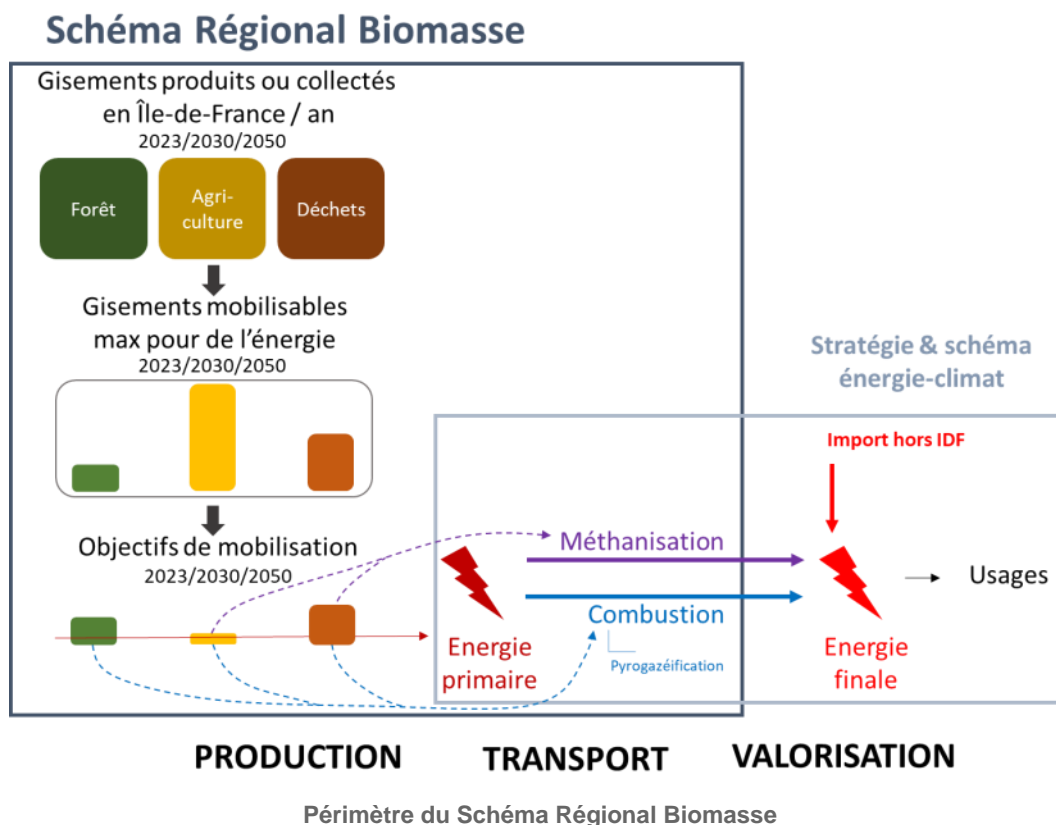 Schéma Régional Biomasse
Gisements produits ou collectés
en Île-de-France / an
2023/2030/2050
Forêt
Agri-
culture
Déchets
Gisements mobilisables
max pour de l'énergie
2023/2030/2050
Stratégie & schéma
énergie-climat
Import hors IDF
Objectifs de mobilisation
2023/2030/2050
Méthanisation
Combustion
Pyrogazéification
Energie
primaire
Energie
finale
Usages
PRODUCTION
TRANSPORT
VALORISATION
Périmètre du Schéma Régional Biomasse